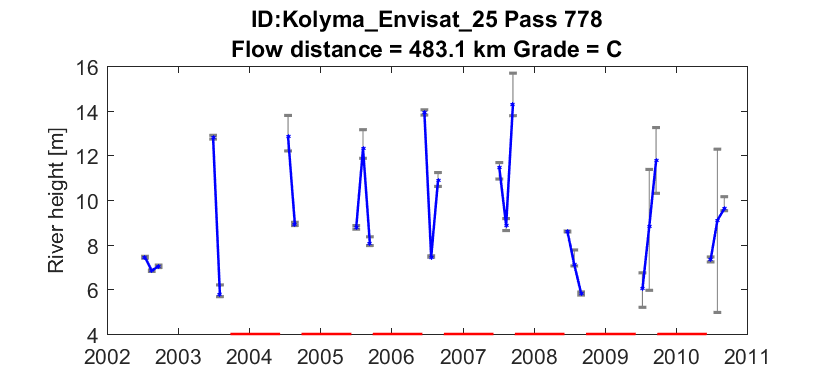 ID:Kolyma_Envisat_25 Pass 778
Flow distance = 483.1 km Grade = C
River height [m]
16
14
12
10
8
6
4
2002 2003 2004 2005 2006 2007 2008 2009 2010 2011